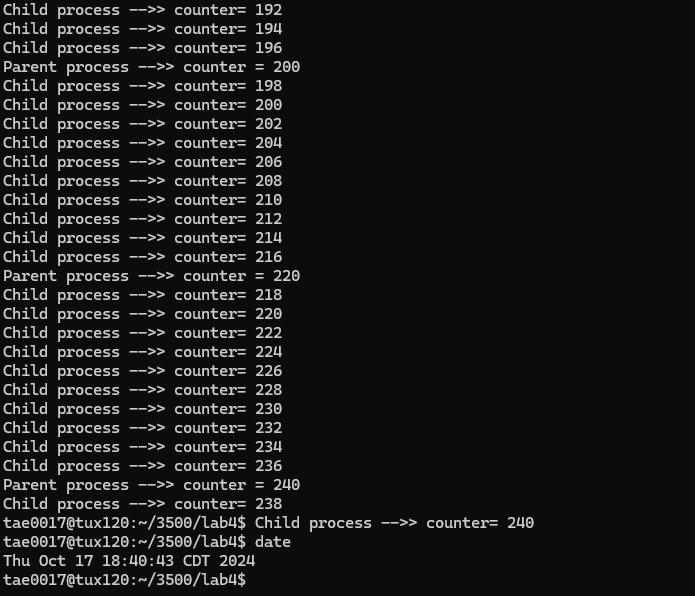 Child process -->> counter= 192
Child process -->> counter= 194
Child process -->> counter= 196
Parent process -->> counter = 200
Child process -->> counter= 198
Child process -->> counter= 200
Child process -->> counter= 202
Child process -->> counter= 204
Child process -->> counter= 206
Child process -->> counter= 208
Child process -->> counter= 210
Child process -->> counter= 212
Child process -->> counter= 214
Child process -->> counter= 216
Parent process -->> counter = 220
Child process -->> counter= 218
Child process -->> counter= 220
Child process -->> counter= 222
Child process -->> counter= 224
Child process -->> counter= 226
Child process -->> counter= 228
Child process -->> counter= 230
Child process -->> counter= 232
Child process -->> counter= 234
Child process -->> counter= 236
Parent process -->> counter = 240
Child process -->> counter= 238
tae0017@tux120:~/3500/lab4$ Child process -->> counter= 240
tae0017@tux120:~/3500/lab4$ date
Thu Oct 17 18:40:43 CDT 2024
tae0017@tux120:~/3500/lab4$